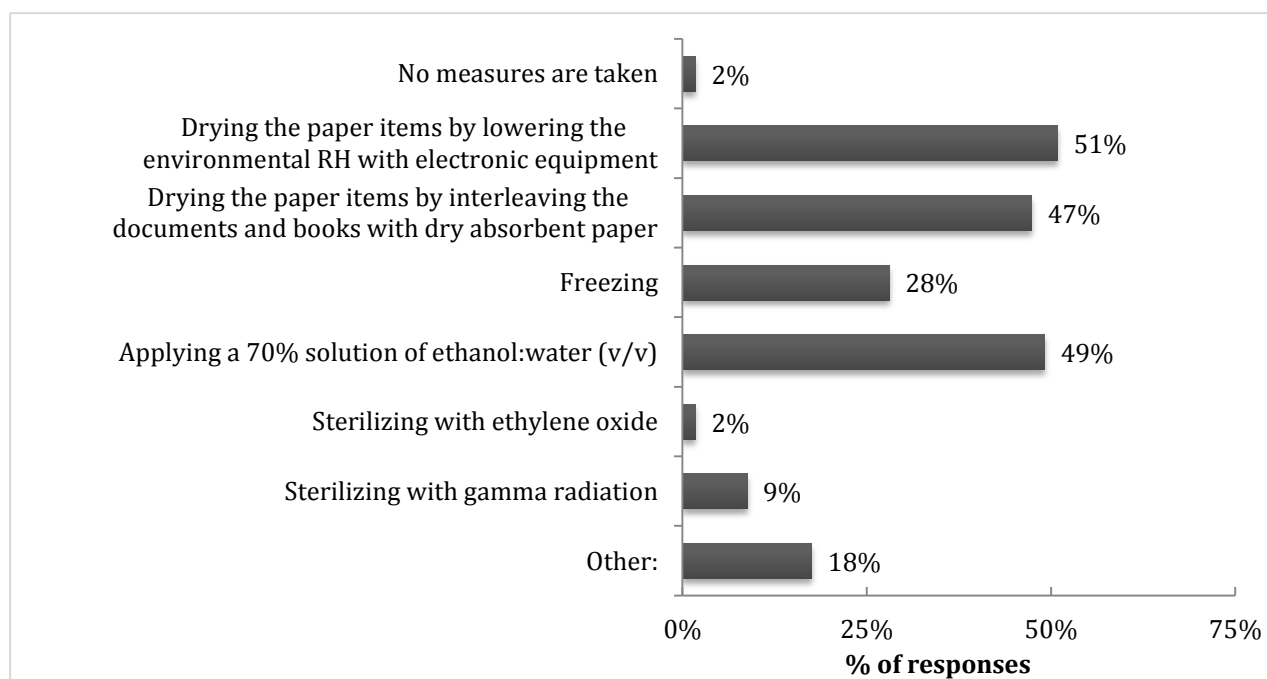 No measures are taken
2%
Drying the paper items by lowering the
environmental RH with electronic equipment
51%
Drying the paper items by interleaving the
documents and books with dry absorbent paper
47%
Freezing
28%
Applying a 70% solution of ethanol:water (v/v)
49%
Sterilizing with ethylene oxide
2%
Sterilizing with gamma radiation
9%
Other:
18%
0% 25% 50% 75%
% of responses